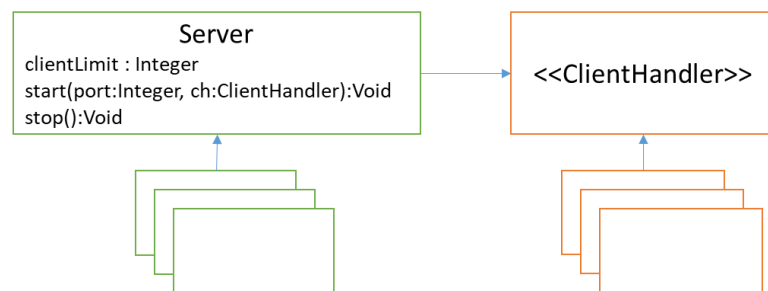 Server
clientLimit : Integer
start(port:Integer, ch:ClientHandler):Void
stop():Void
<<ClientHandler>>